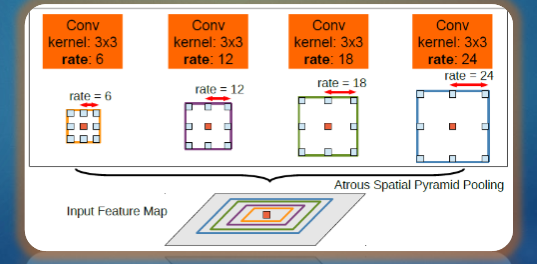 Conv
kernel: 3x3
rate: 6
Conv
kernel: 3x3
rate: 12
Conv
kernel: 3x3
rate: 18
Conv
kernel: 3x3
rate: 24
rate = 6
rate = 12
rate = 18
rate = 24
Atrous Spatial Pyramid Pooling
Input Feature Map